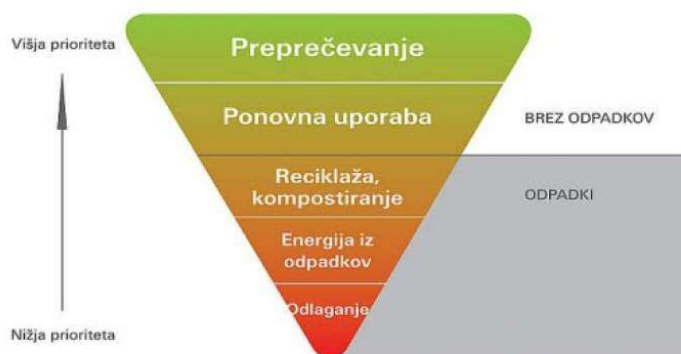 Višja prioriteta
Preprečevanje
Ponovna uporaba
BREZ ODPADKOV
Reciklaža,
kompostiranje
ODPADKI
Energija iz
odpadkov
Odlaganje
Nižja prioriteta